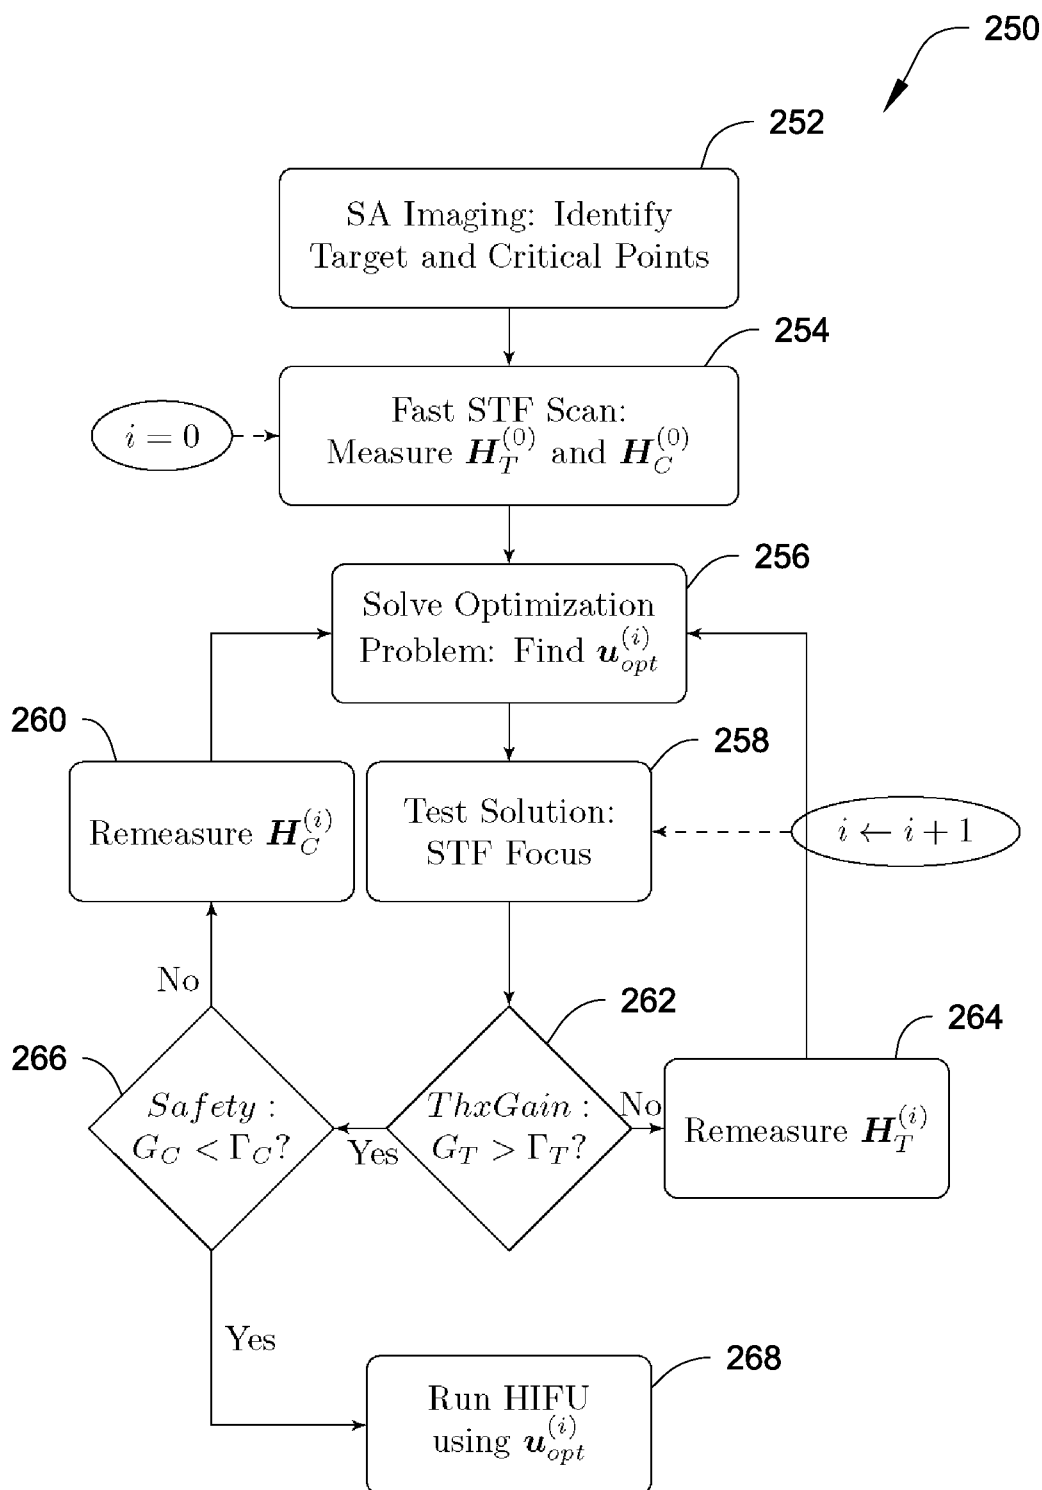 250
252
SA Imaging: Identify
Target and Critical Points
254
Fast STF Scan:
Measure H_T^(0) and H_C^(0)
i = 0
256
Solve Optimization
Problem: Find u_opt^(i)
260
Remeasure H_C^(i)
258
Test Solution:
STF Focus
i ← i + 1
No
262
264
266
Safety :
G_C < Γ_C?
Yes
ThxGain :
G_T > Γ_T?
No
Remeasure H_T^(i)
Yes
268
Run HIFU
using u_opt^(i)